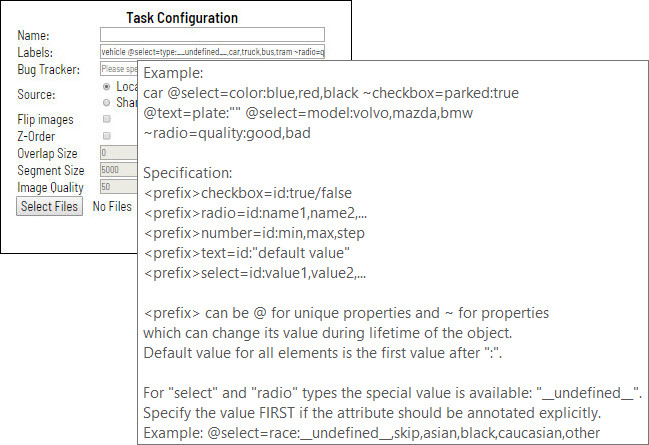 Task Configuration
Name:
Labels: vehicle @select=type:__undefined__,car,truck,bus,tram ~radio=q
Bug Tracker: Please spe
Source: Loca
Shar
Flip images
Z-Order
Overlap Size 0
Segment Size 5000
Image Quality 50
Select Files No Files
Example:
car @select=color:blue,red,black ~checkbox=parked:true
@text=plate:"" @select=model:volvo,mazda,bmw
~radio=quality:good,bad
Specification:
<prefix>checkbox=id:true/false
<prefix>radio=id:name1,name2,...
<prefix>number=id:min,max,step
<prefix>text=id:"default value"
<prefix>select=id:value1,value2,...
<prefix> can be @ for unique properties and ~ for properties
which can change its value during lifetime of the object.
Default value for all elements is the first value after ":".
For "select" and "radio" types the special value is available: "__undefined__".
Specify the value FIRST if the attribute should be annotated explicitly.
Example: @select=race:__undefined__,skip,asian,black,caucasian,other